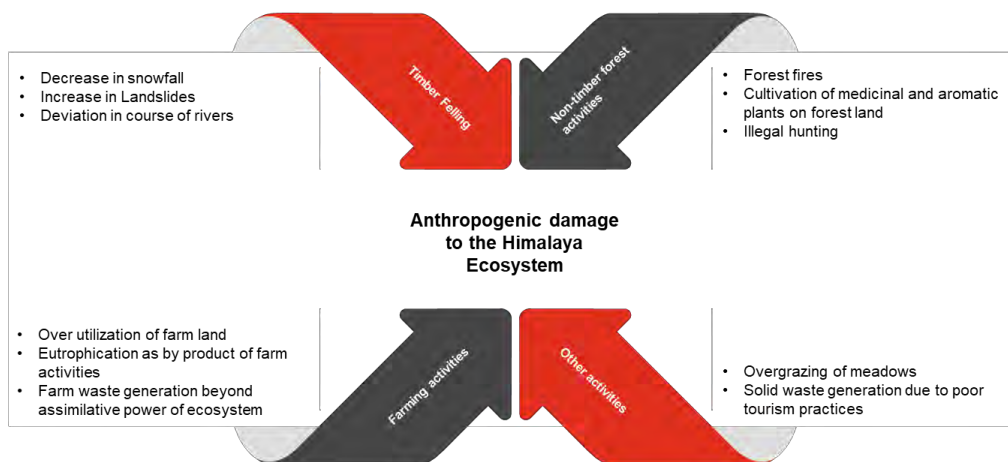 • Decrease in snowfall
• Increase in Landslides
• Deviation in course of rivers
Timber Felling
Non-timber forest
activities
• Forest fires
• Cultivation of medicinal and aromatic
plants on forest land
• Illegal hunting
Anthropogenic damage
to the Himalaya
Ecosystem
• Over utilization of farm land
• Eutrophication as by product of farm
activities
• Farm waste generation beyond
assimilative power of ecosystem
Farming activities
Other activities
• Overgrazing of meadows
• Solid waste generation due to poor
tourism practices